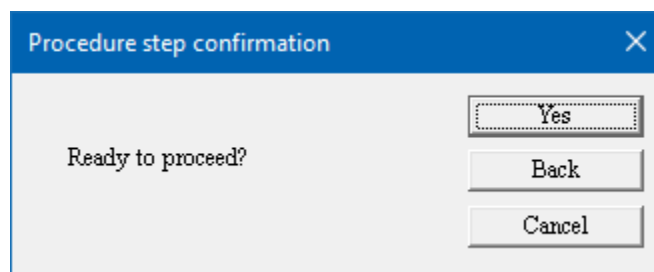 Procedure step confirmation
Yes
Ready to proceed?
Back
Cancel